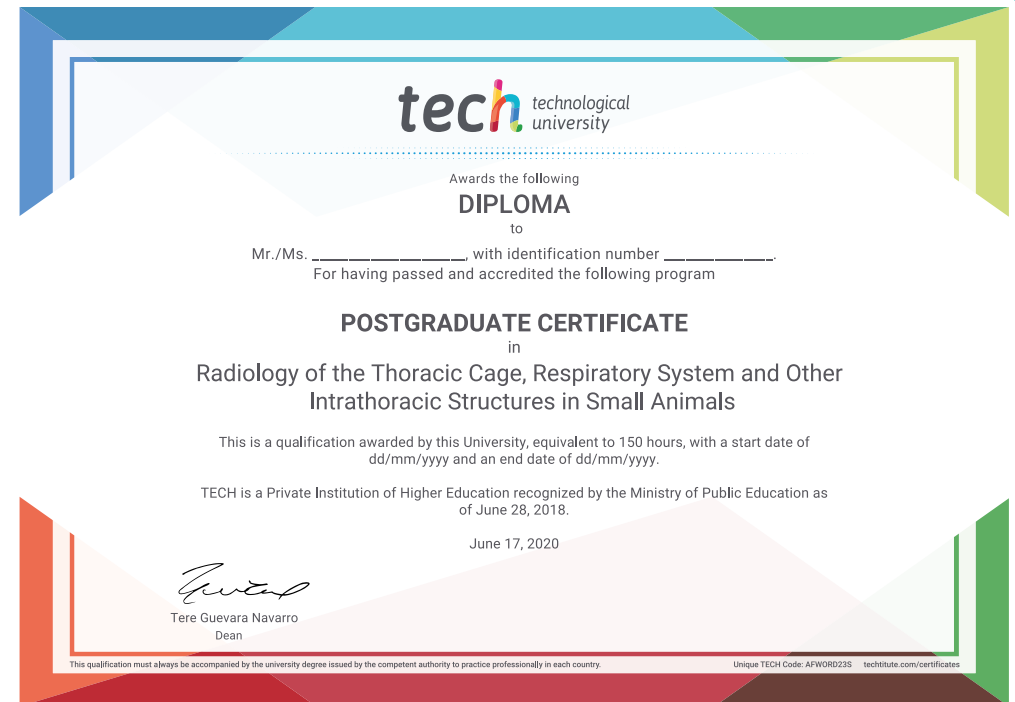 tech technological
university
Awards the following
DIPLOMA
to
Mr./Ms. ____________________, with identification number ______________.
For having passed and accredited the following program
POSTGRADUATE CERTIFICATE
in
Radiology of the Thoracic Cage, Respiratory System and Other
Intrathoracic Structures in Small Animals
This is a qualification awarded by this University, equivalent to 150 hours, with a start date of
dd/mm/yyyy and an end date of dd/mm/yyyy.
TECH is a Private Institution of Higher Education recognized by the Ministry of Public Education as
of June 28, 2018.
June 17, 2020
Tere Guevara Navarro
Dean
This qualification must always be accompanied by the university degree issued by the competent authority to practice professionally in each country.
Unique TECH Code: AFWORD23S techtitute.com/certificates